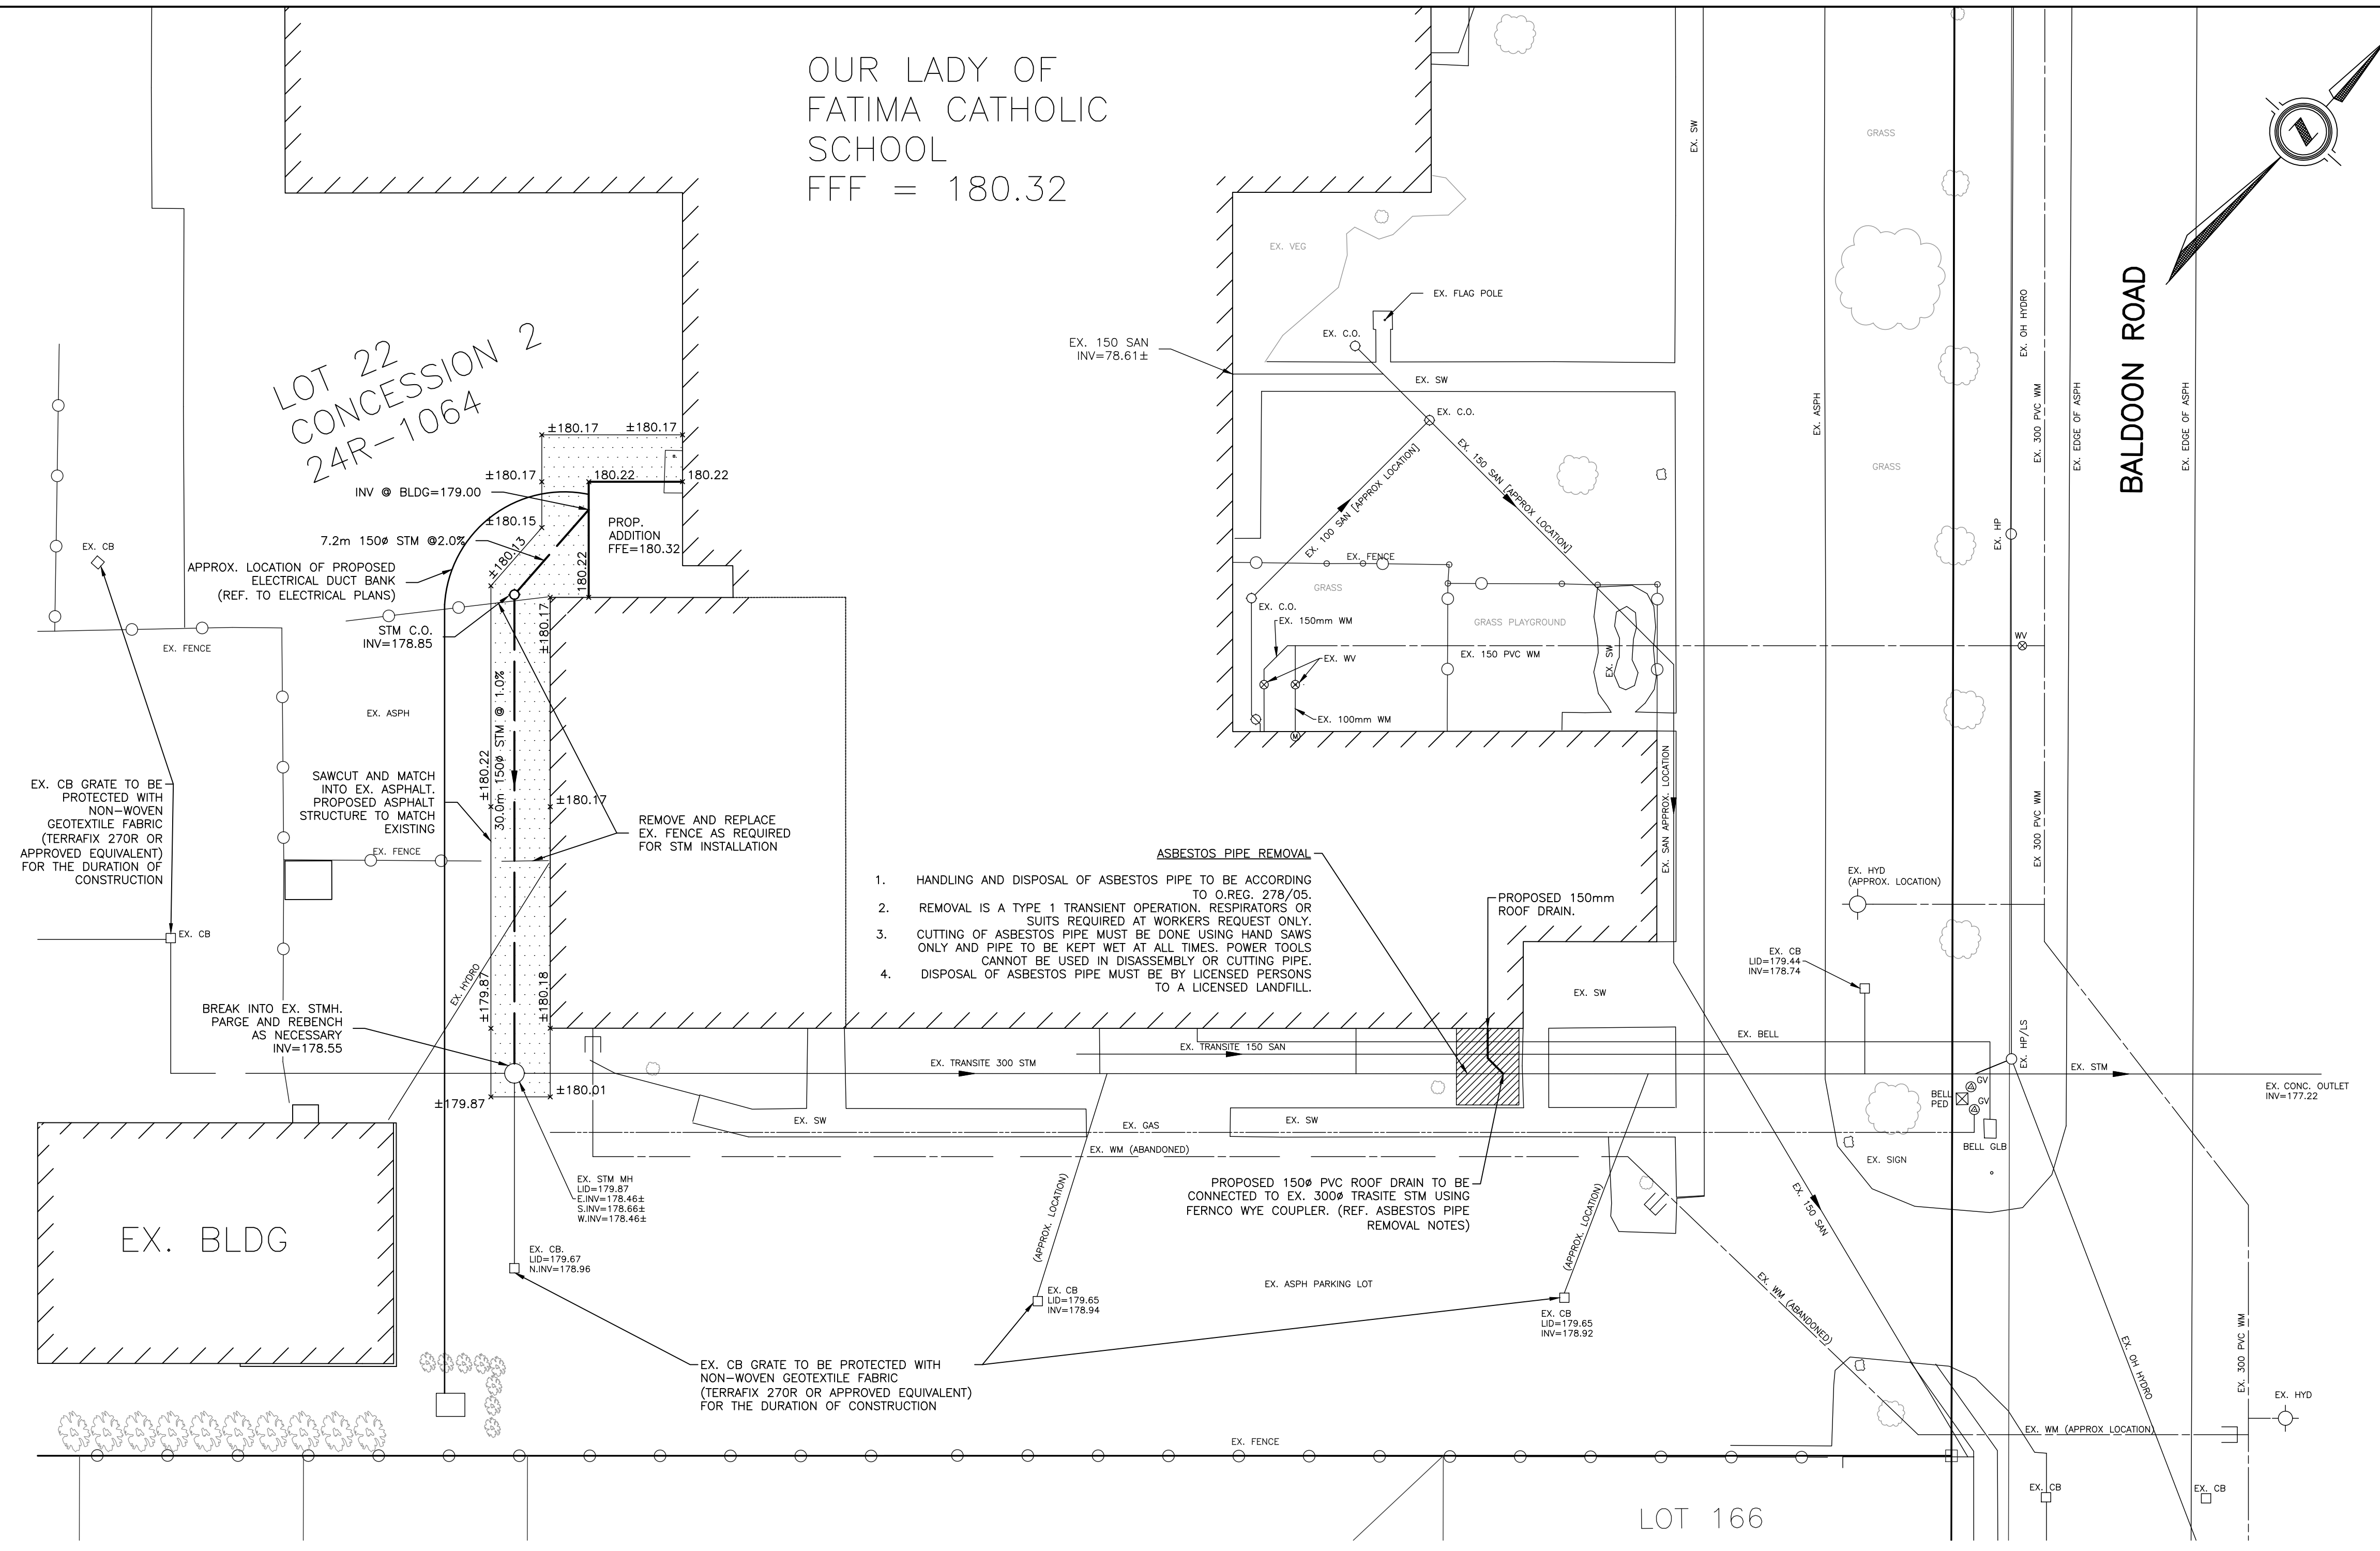 OUR LADY OF
FATIMA CATHOLIC
SCHOOL
FFF = 180.32
LOT 22
CONCESSION 2
24R-1064
±180.17
±180.17
±180.17
180.22
180.22
INV @ BLDG=179.00
±180.15
7.2m 150ø STM @2.0%
±180.13
PROP.
ADDITION
FFE=180.32
180.22
APPROX. LOCATION OF PROPOSED
ELECTRICAL DUCT BANK
(REF. TO ELECTRICAL PLANS)
STM C.O.
INV=178.85
±180.17
EX. CB
EX. FENCE
EX. ASPH
30.0m 150ø STM @ 1.0%
±180.22
±180.17
EX. CB GRATE TO BE
PROTECTED WITH
NON-WOVEN
GEOTEXTILE FABRIC
(TERRAFIX 270R OR
APPROVED EQUIVALENT)
FOR THE DURATION OF
CONSTRUCTION
SAWCUT AND MATCH
INTO EX. ASPHALT.
PROPOSED ASPHALT
STRUCTURE TO MATCH
EXISTING
EX. FENCE
REMOVE AND REPLACE
EX. FENCE AS REQUIRED
FOR STM INSTALLATION
EX. CB
EX. HYDRO
±179.87
±180.18
BREAK INTO EX. STMH.
PARGE AND REBENCH
AS NECESSARY
INV=178.55
±179.87
±180.01
EX. BLDG
EX. STM MH
LID=179.87
E.INV=178.46±
S.INV=178.66±
W.INV=178.46±
EX. CB.
LID=179.67
N.INV=178.96
EX. CB GRATE TO BE PROTECTED WITH
NON-WOVEN GEOTEXTILE FABRIC
(TERRAFIX 270R OR APPROVED EQUIVALENT)
FOR THE DURATION OF CONSTRUCTION
ASBESTOS PIPE REMOVAL
1. HANDLING AND DISPOSAL OF ASBESTOS PIPE TO BE ACCORDING
TO O.REG. 278/05.
2. REMOVAL IS A TYPE 1 TRANSIENT OPERATION. RESPIRATORS OR
SUITS REQUIRED AT WORKERS REQUEST ONLY.
3. CUTTING OF ASBESTOS PIPE MUST BE DONE USING HAND SAWS
ONLY AND PIPE TO BE KEPT WET AT ALL TIMES. POWER TOOLS
CANNOT BE USED IN DISASSEMBLY OR CUTTING PIPE.
4. DISPOSAL OF ASBESTOS PIPE MUST BE BY LICENSED PERSONS
TO A LICENSED LANDFILL.
PROPOSED 150mm
ROOF DRAIN.
EX. TRANSITE 300 STM
EX. TRANSITE 150 SAN
EX. SW
EX. SW
EX. GAS
EX. WM (ABANDONED)
(APPROX. LOCATION)
EX. CB
LID=179.65
INV=178.94
PROPOSED 150ø PVC ROOF DRAIN TO BE
CONNECTED TO EX. 300ø TRASITE STM USING
FERNCO WYE COUPLER. (REF. ASBESTOS PIPE
REMOVAL NOTES)
EX. ASPH PARKING LOT
(APPROX. LOCATION)
EX. CB
LID=179.65
INV=178.92
EX. FENCE
LOT 166
EX. VEG
EX. FLAG POLE
EX. C.O.
EX. 150 SAN
INV=78.61±
EX. SW
EX. C.O.
EX. 100 SAN [APPROX LOCATION]
EX. 150 SAN [APPROX LOCATION]
EX. FENCE
GRASS
EX. C.O.
EX. 150mm WM
GRASS PLAYGROUND
EX. WV
EX. 150 PVC WM
EX. SW
EX. 100mm WM
M
EX. SAN APPROX. LOCATION
EX. SW
EX. SW
EX. ASPH
GRASS
GRASS
EX. OH HYDRO
EX. 300 PVC WM
EX. EDGE OF ASPH
BALDOON ROAD
EX. EDGE OF ASPH
EX. HP
WV
EX 300 PVC WM
EX. HYD
(APPROX. LOCATION)
EX. CB
LID=179.44
INV=178.74
EX. BELL
EX. HP/LS
EX. STM
EX. CONC. OUTLET
INV=177.22
GV
GV
BELL
PED
BELL GLB
EX. SIGN
EX. 150 SAN
EX. WM (ABANDONED)
EX. OH HYDRO
EX. 300 PVC WM
EX. HYD
EX. WM (APPROX LOCATION)
EX. CB
EX. CB